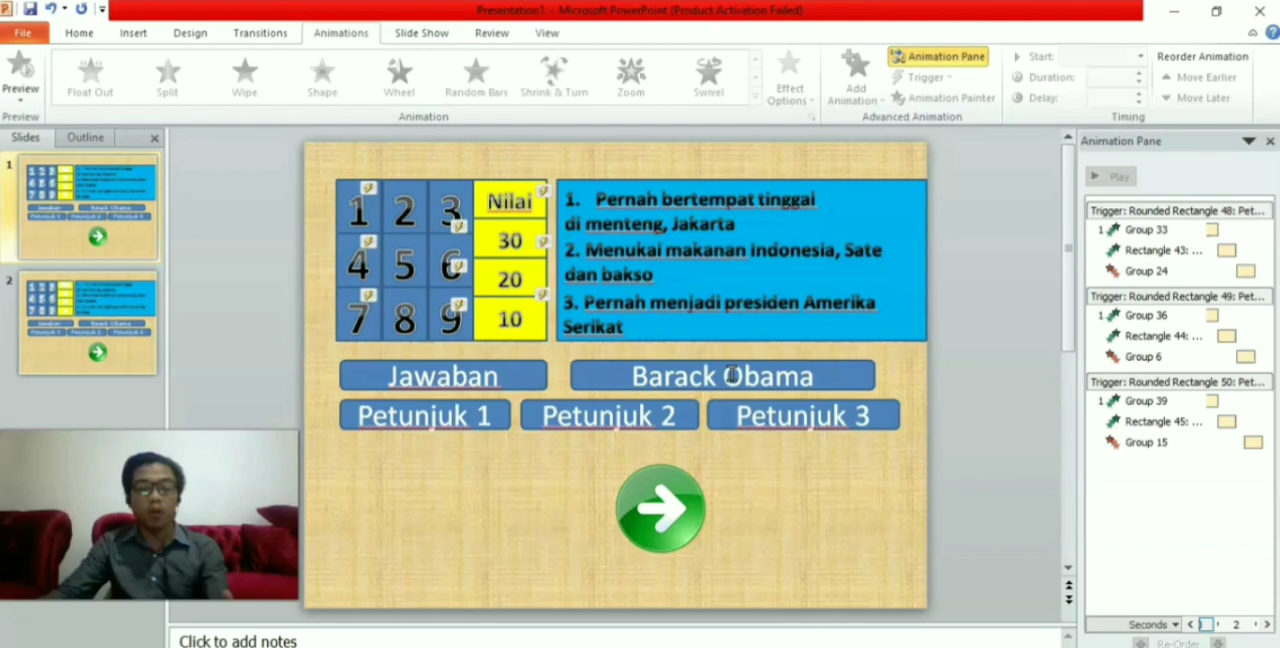 Presentation1 - Microsoft PowerPoint (Product Activation Failed)
File Home Insert Design Transitions Animations Slide Show Review View
Preview
Preview
Float Out Split Wipe Shape Wheel Random Bars Shrink & Turn Zoom Swivel
Animation
Effect Options
Add Animation
Animation Pane
Trigger
Animation Painter
Advanced Animation
Start:
Duration:
Delay:
Reorder Animation
Move Earlier
Move Later
Timing
Slides Outline
1
2
1 2 3
4 5 6
7 8 9
Nilai
30
20
10
1. Pernah bertempat tinggal
di menteng, Jakarta
2. Menukai makanan Indonesia, Sate
dan bakso
3. Pernah menjadi presiden Amerika
Serikat
Jawaban Barack Obama
Petunjuk 1 Petunjuk 2 Petunjuk 3
Click to add notes
Animation Pane
Play
Trigger: Rounded Rectangle 48: Pet...
1 Group 33
Rectangle 43: ...
Group 24
Trigger: Rounded Rectangle 49: Pet...
1 Group 36
Rectangle 44: ...
Group 6
Trigger: Rounded Rectangle 50: Pet...
1 Group 39
Rectangle 45: ...
Group 15
Seconds 2
Re-Order